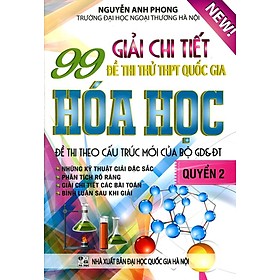 NGUYỄN ANH PHONG
TRƯỜNG ĐẠI HỌC NGOẠI THƯƠNG HÀ NỘI
NEW!
99 GIẢI CHI TIẾT
ĐỀ THI THỬ THPT QUỐC GIA
HÓA HỌC
ĐỀ THI THEO CẤU TRÚC MỚI CỦA BỘ GD&ĐT
NHỮNG KỸ THUẬT GIẢI ĐẶC SẮC
PHÂN TÍCH RÕ RÀNG
GIẢI CHI TIẾT CÁC BÀI TOÁN
BÌNH LUẬN SAU KHI GIẢI
QUYỂN 2
NHÀ XUẤT BẢN ĐẠI HỌC QUỐC GIA HÀ NỘI